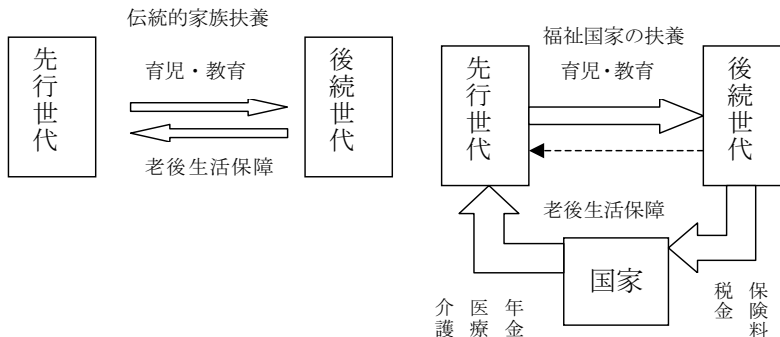 伝統的家族扶養
先行世代
育児・教育
後続世代
老後生活保障
福祉国家の扶養
先行世代
育児・教育
後続世代
老後生活保障
国家
介護
医療
年金
税金
保険料